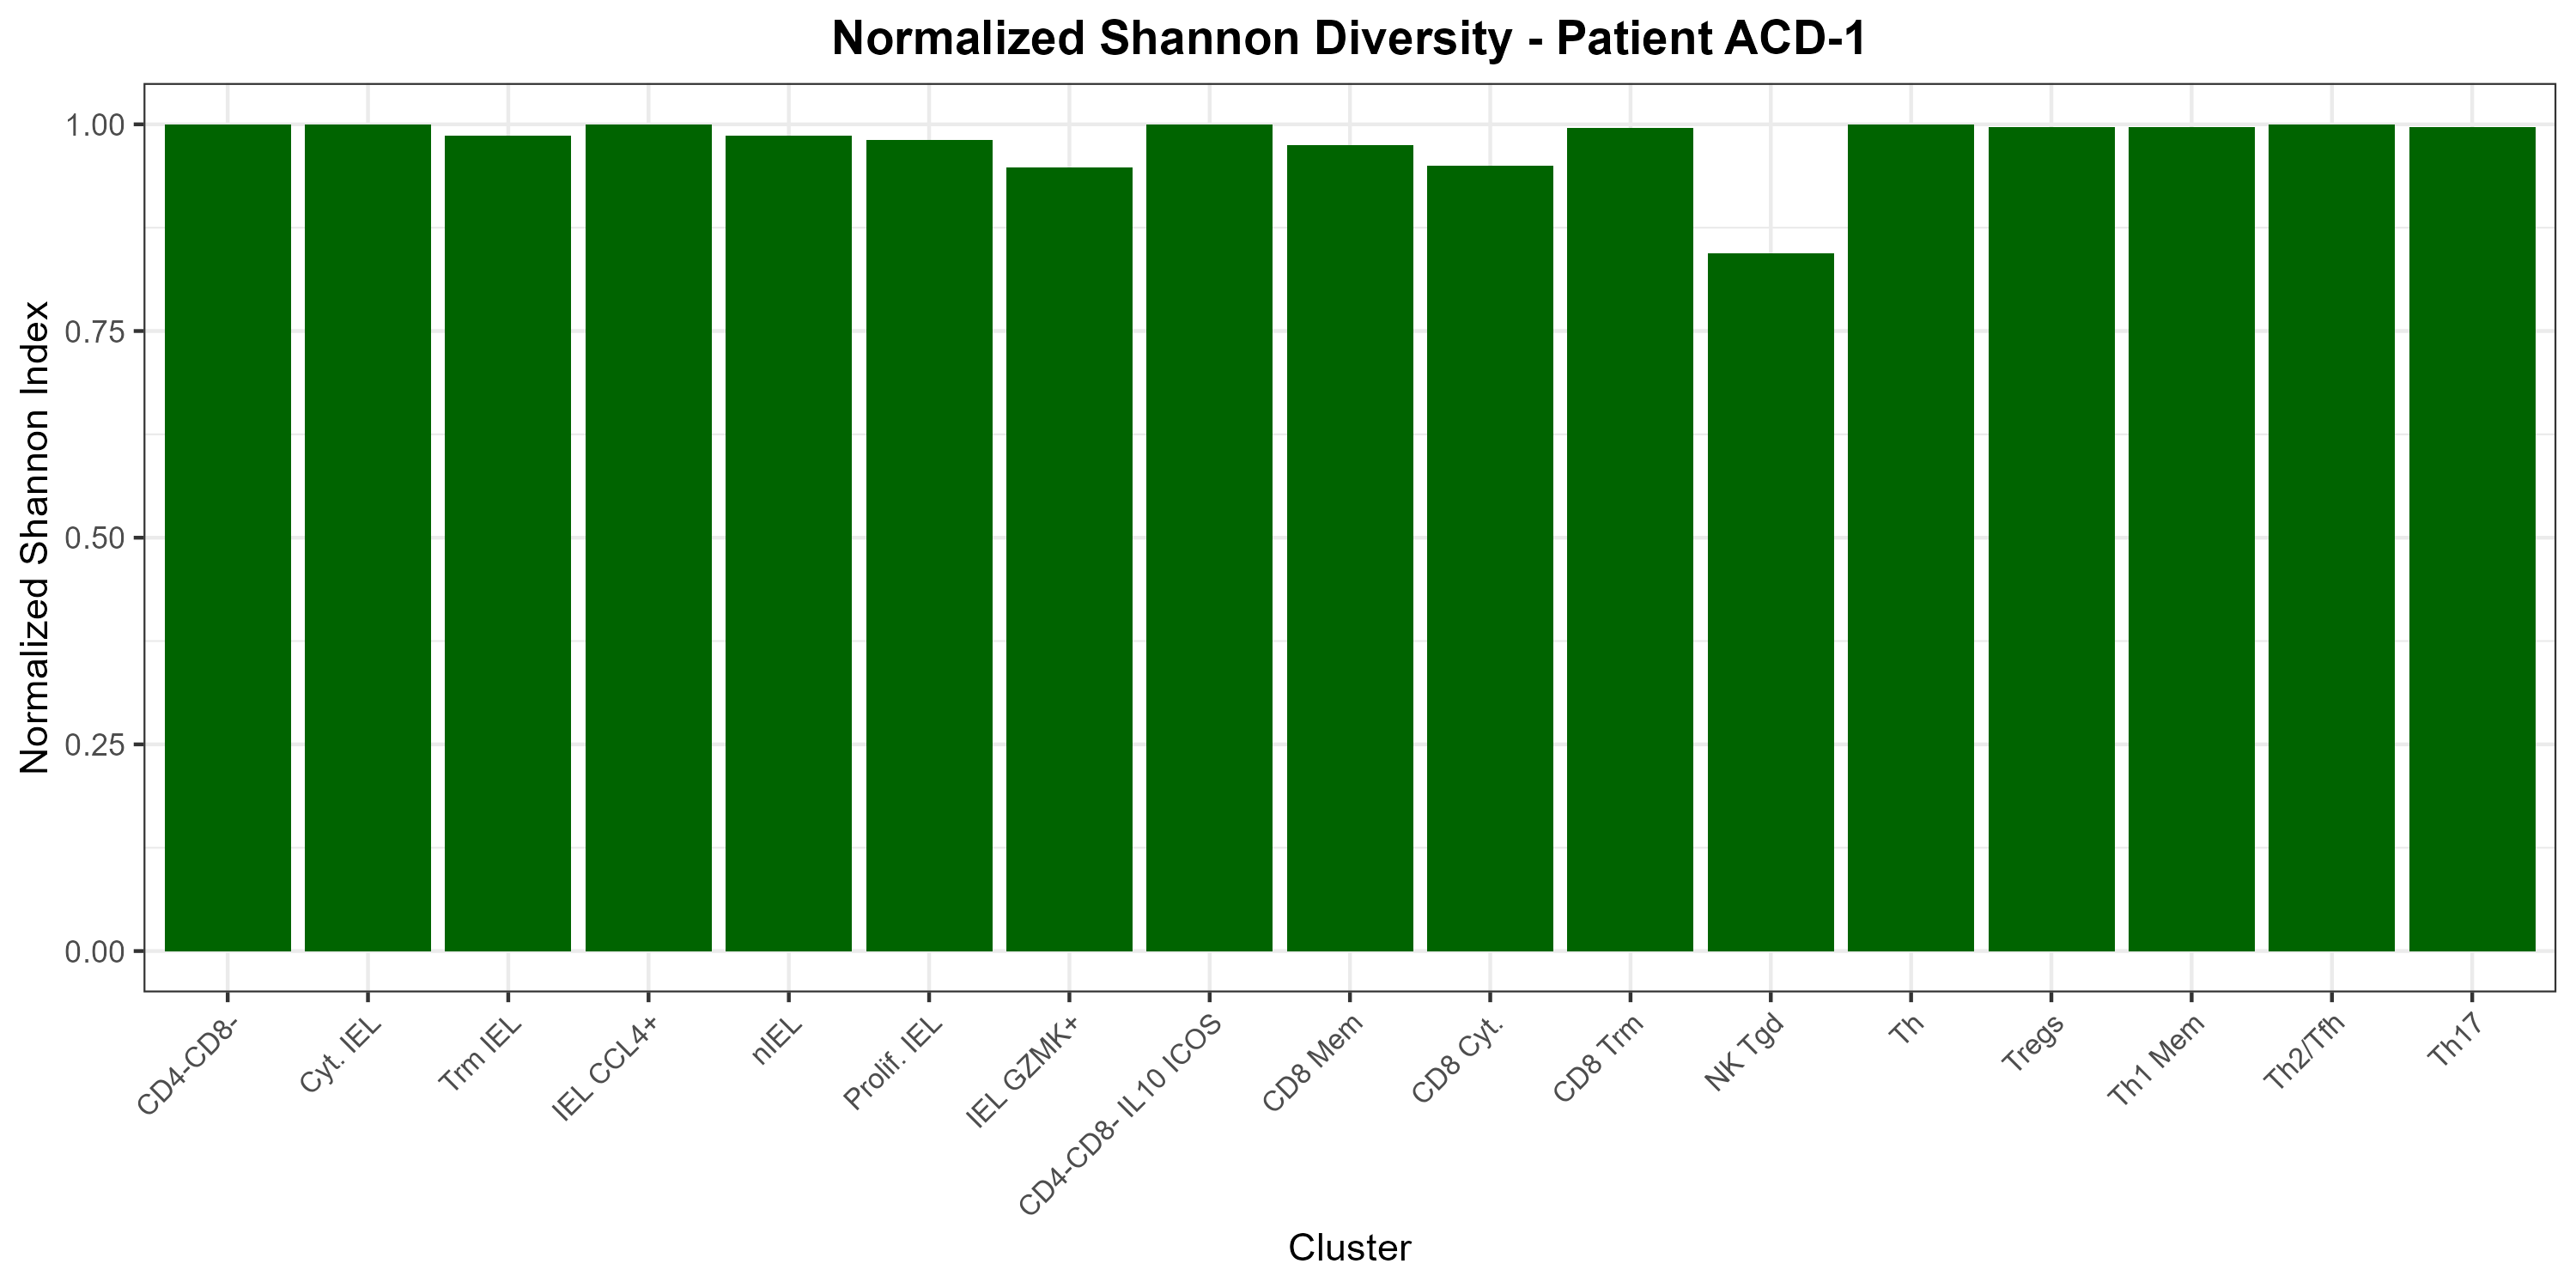 Normalized Shannon Diversity - Patient ACD-1
Normalized Shannon Index
1.00
0.75
0.50
0.25
0.00
CD4-CD8-
Cyt. IEL
Trm IEL
IEL CCL4+
nIEL
Prolif. IEL
IEL GZMK+
CD4-CD8- IL10 ICOS
CD8 Mem
CD8 Cyt.
CD8 Trm
NK Tgd
Th
Tregs
Th1 Mem
Th2/Tfh
Th17
Cluster